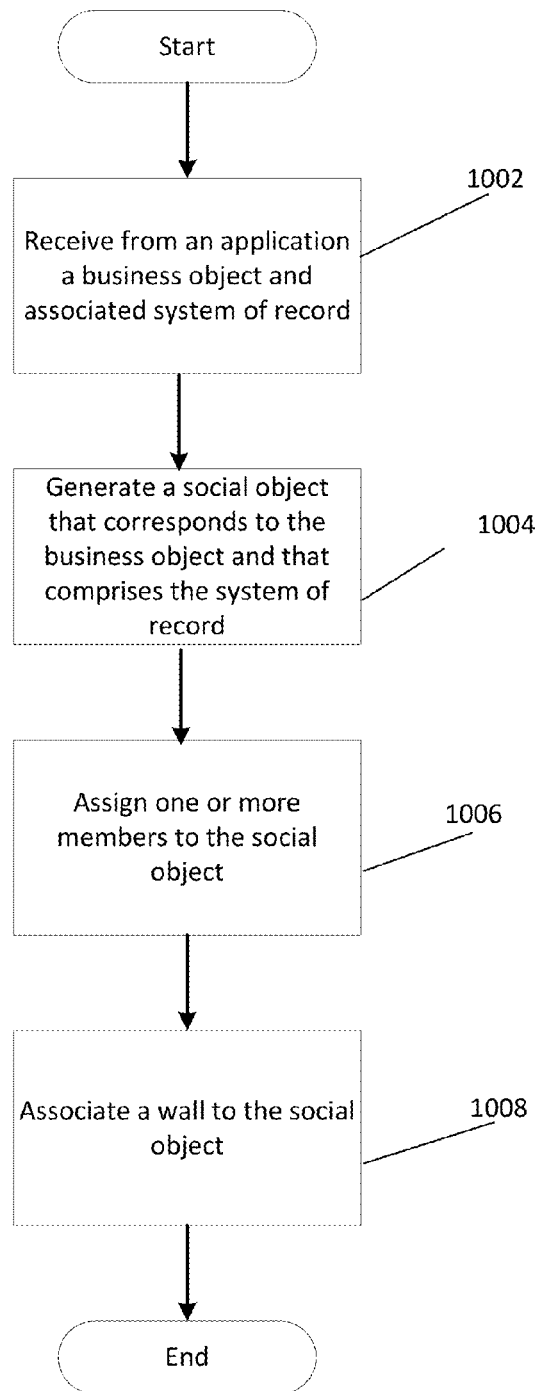 Start
1002
Receive from an application
a business object and
associated system of record
Generate a social object
that corresponds to the
business object and that
comprises the system of
record
1004
Assign one or more
members to the social
object
1006
Associate a wall to the social
object
1008
End